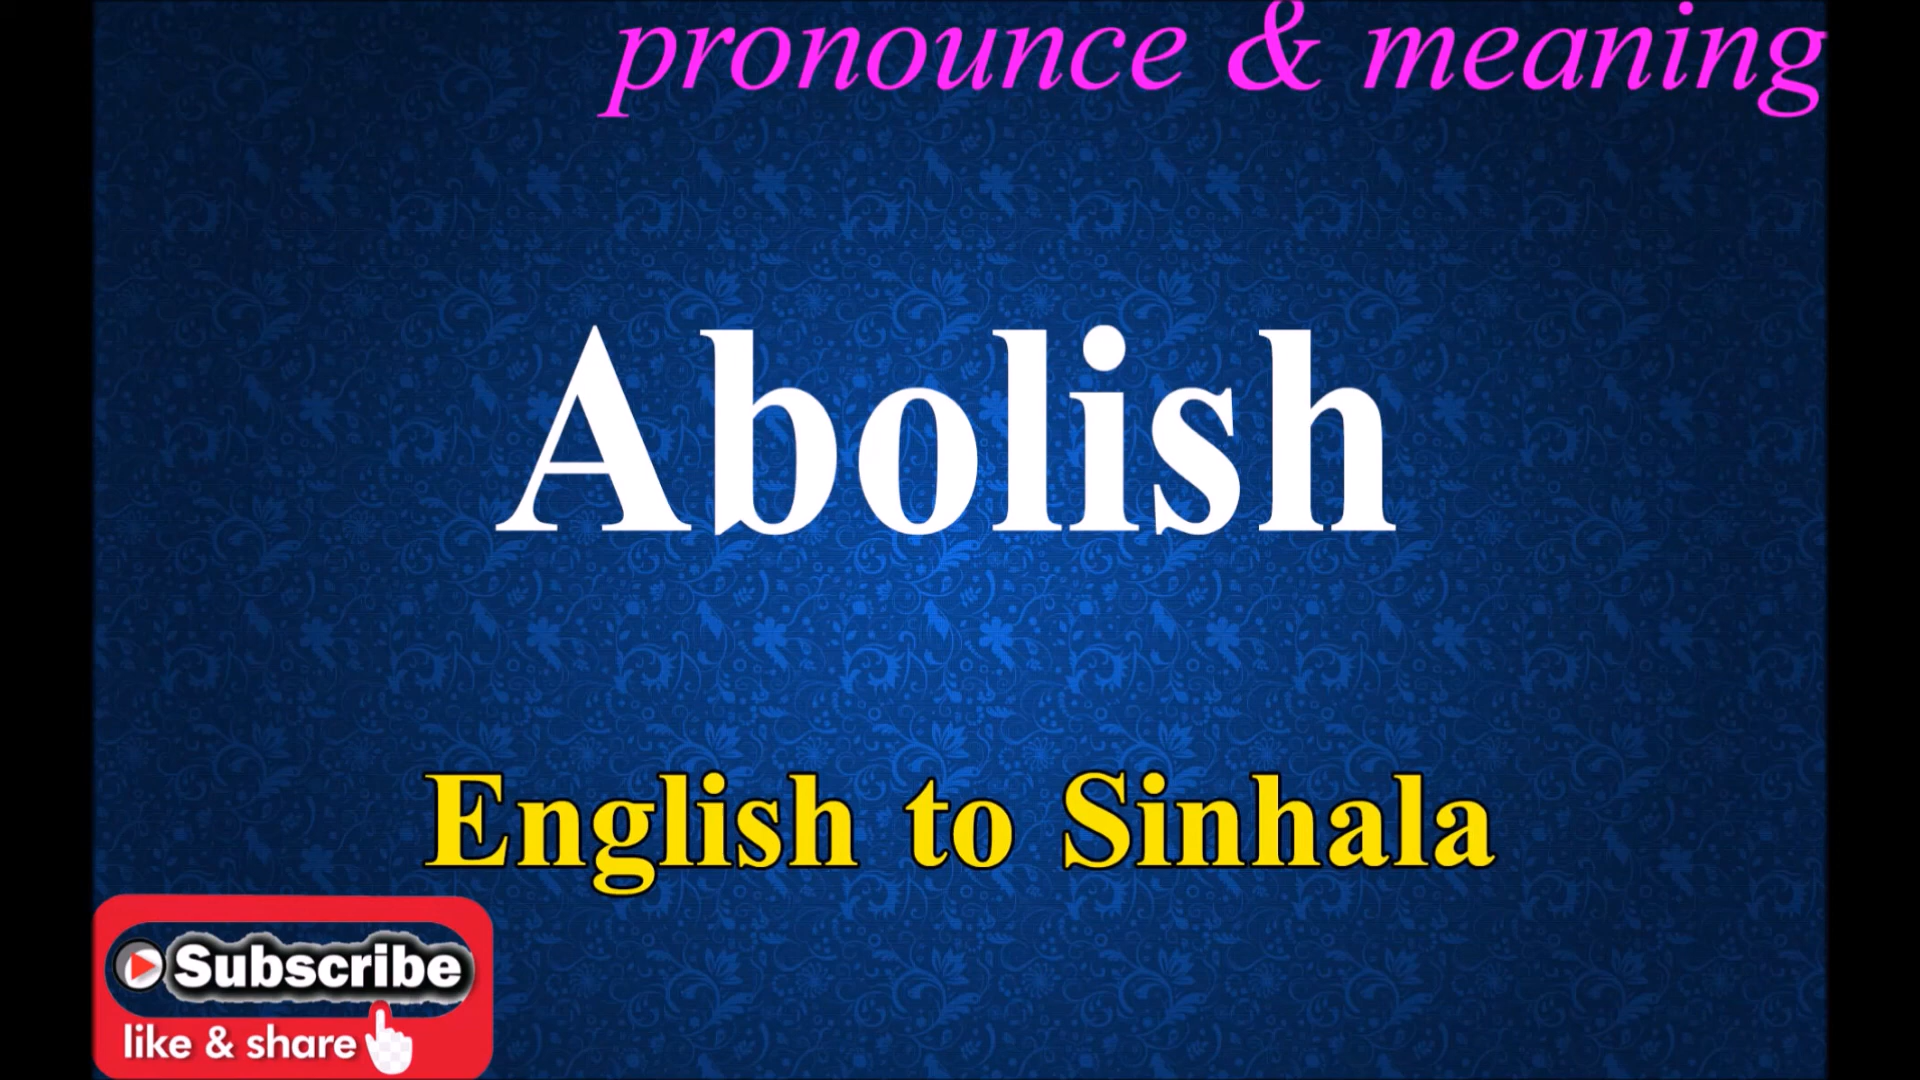 pronounce & meaning
Abolish
English to Sinhala
Subscribe
like & share